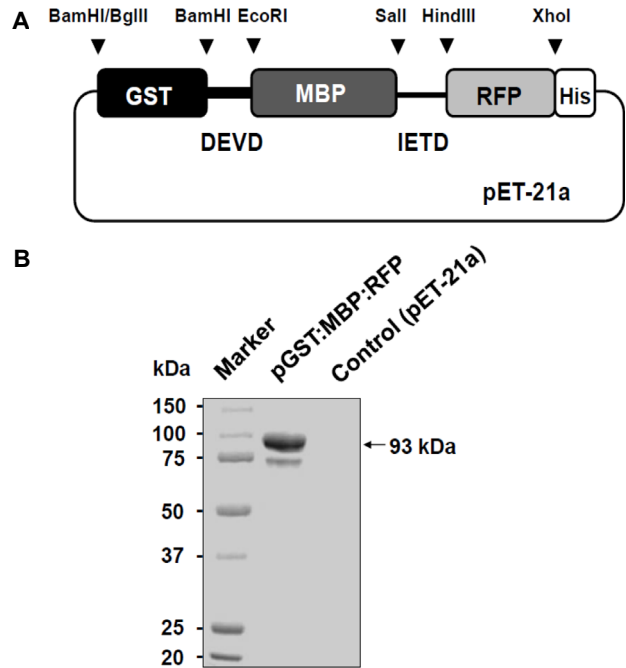 A
BamHI/BglII BamHI EcoRI SalI HindIII XhoI
GST MBP RFP His
DEVD IETD
pET-21a
B
kDa Marker pGST:MBP:RFP Control (pET-21a)
150
100
93 kDa
75
50
37
25
20